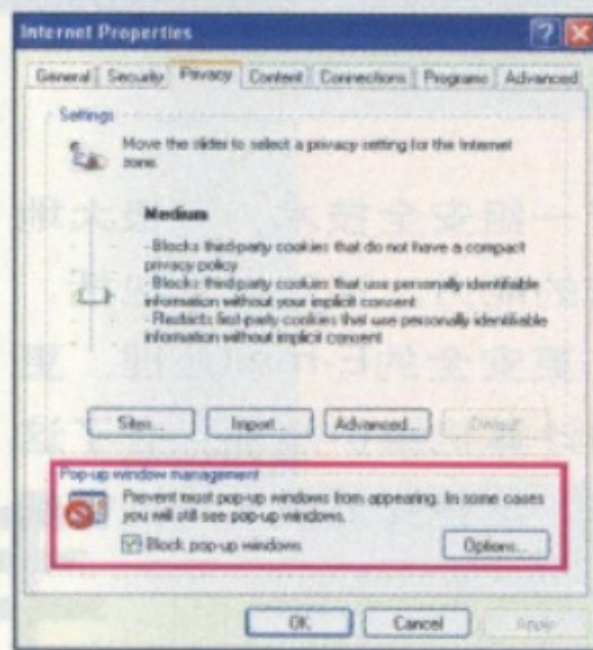 Internet Properties
General Security Privacy Content Connections Programs Advanced
Settings
Move the slider to select a privacy setting for the Internet
zone.
Medium
- Blocks third-party cookies that do not have a compact
privacy policy
- Blocks third-party cookies that use personally identifiable
information without your implicit consent
- Restricts first-party cookies that use personally identifiable
information without implicit consent
Sites... Import... Advanced... Default
Pop-up window management
Prevent most pop-up windows from appearing. In some cases
you will still see pop-up windows.
Block pop-up windows Options...
OK Cancel Apply